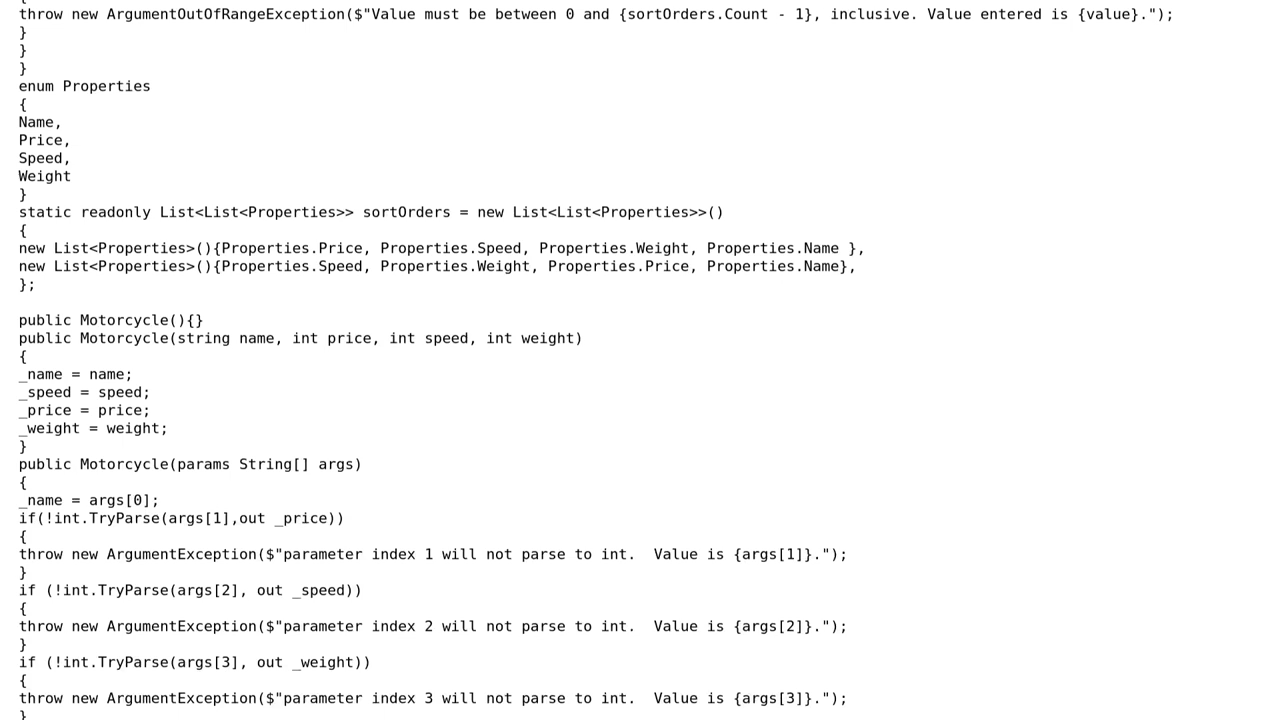 {
throw new ArgumentOutOfRangeException($"Value must be between 0 and {sortOrders.Count - 1}, inclusive. Value entered is {value}.");
}
}
}
enum Properties
{
Name,
Price,
Speed,
Weight
}
static readonly List<List<Properties>> sortOrders = new List<List<Properties>>()
{
new List<Properties>(){Properties.Price, Properties.Speed, Properties.Weight, Properties.Name },
new List<Properties>(){Properties.Speed, Properties.Weight, Properties.Price, Properties.Name},
};

public Motorcycle(){}
public Motorcycle(string name, int price, int speed, int weight)
{
_name = name;
_speed = speed;
_price = price;
_weight = weight;
}
public Motorcycle(params String[] args)
{
_name = args[0];
if(!int.TryParse(args[1],out _price))
{
throw new ArgumentException($"parameter index 1 will not parse to int.  Value is {args[1]}.");
}
if (!int.TryParse(args[2], out _speed))
{
throw new ArgumentException($"parameter index 2 will not parse to int.  Value is {args[2]}.");
}
if (!int.TryParse(args[3], out _weight))
{
throw new ArgumentException($"parameter index 3 will not parse to int.  Value is {args[3]}.");
}